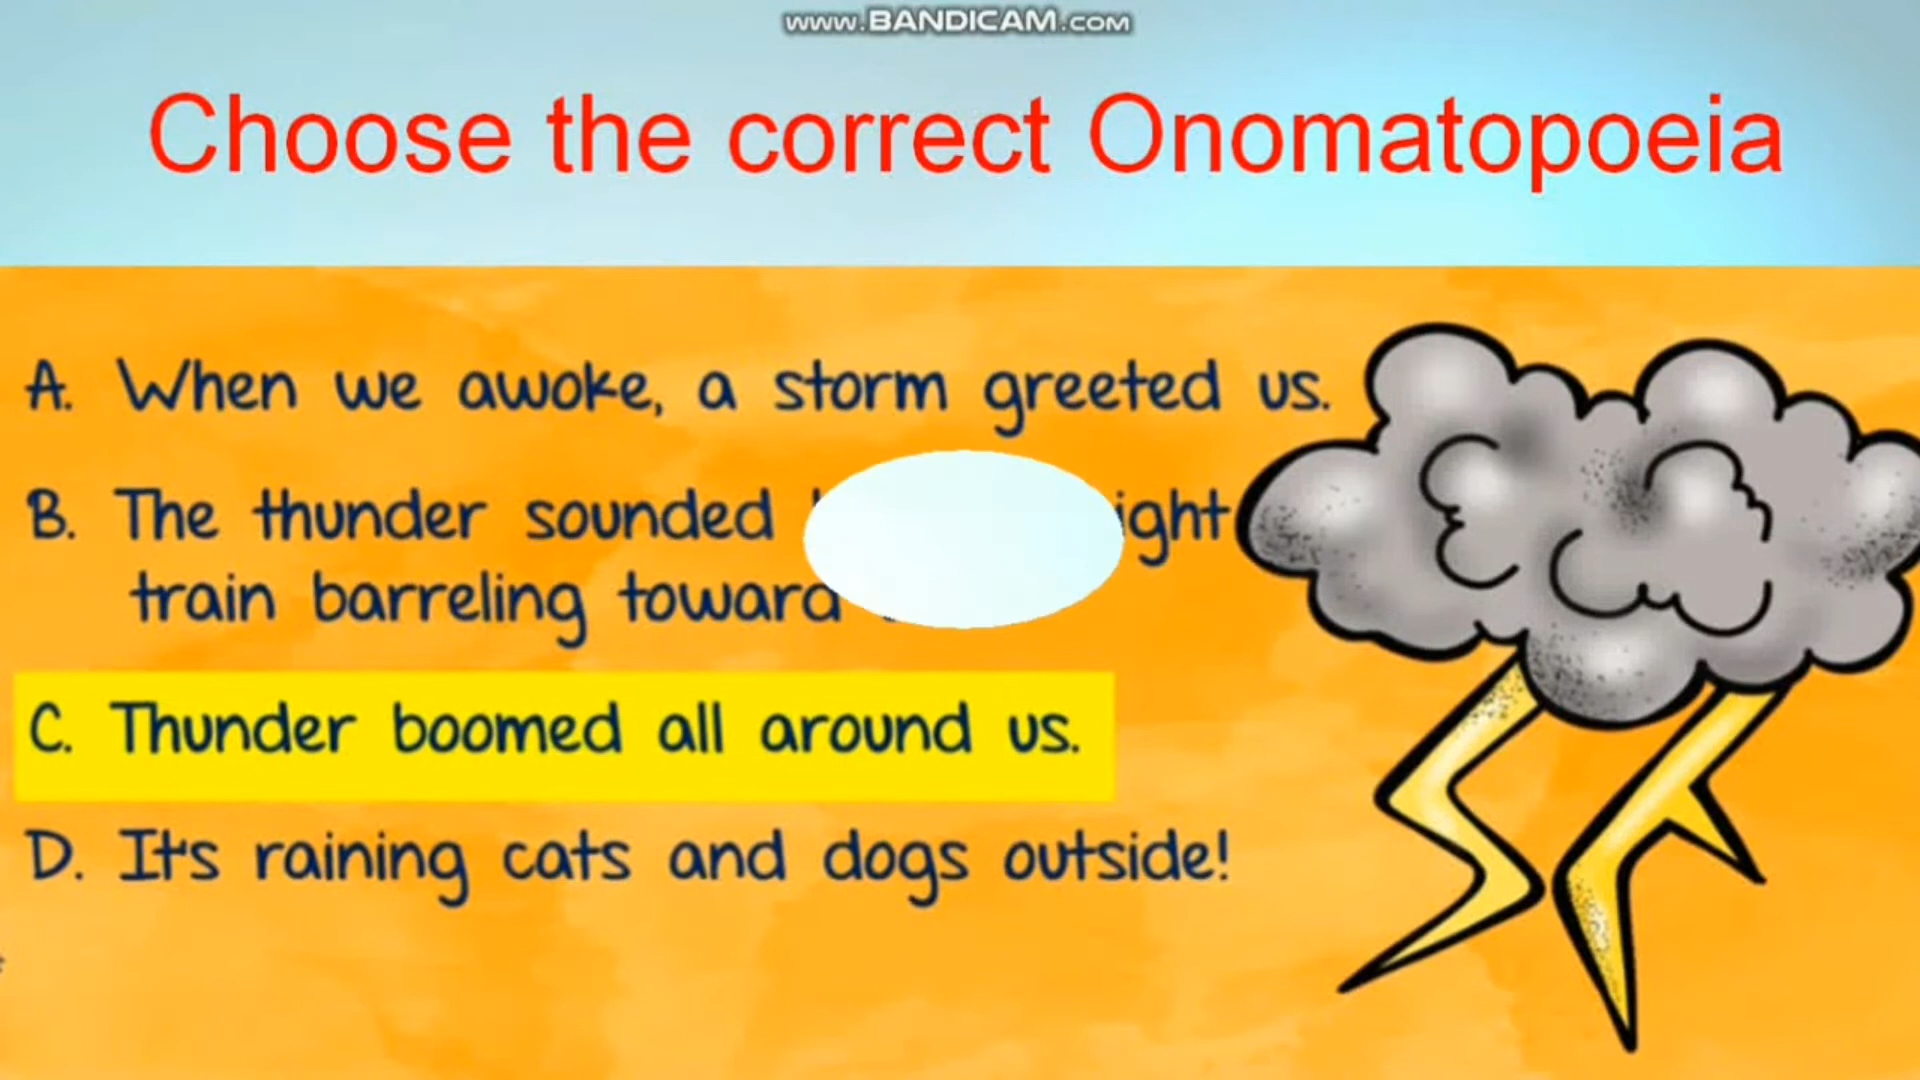 www.BANDICAM.com
Choose the correct Onomatopoeia
A. When we awoke, a storm greeted us.
B. The thunder sounded
train barreling toward
C. Thunder boomed all around us.
D. It's raining cats and dogs outside!